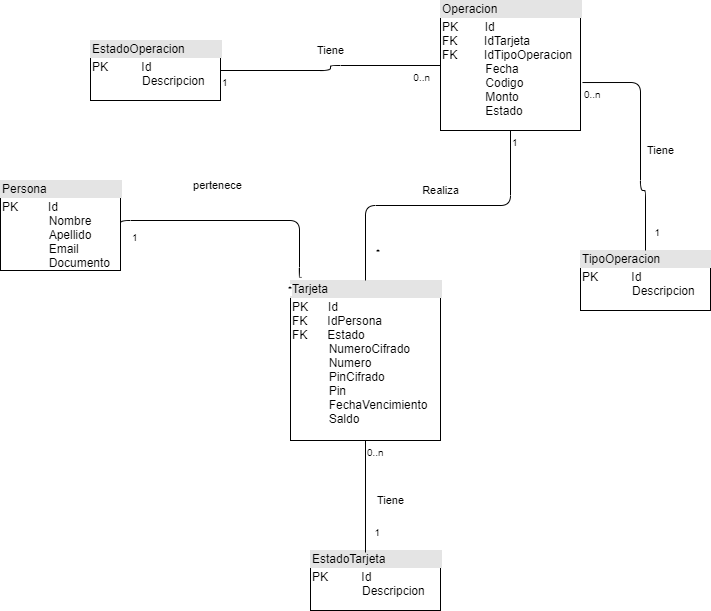 Operacion
PK Id
FK IdTarjeta
FK IdTipoOperacion
Fecha
Codigo
Monto
Estado
EstadoOperacion
PK Id
Descripcion
Tiene
1
0..n
0..n
Tiene
1
TipoOperacion
PK Id
Descripcion
1
Realiza
*
Persona
PK Id
Nombre
Apellido
Email
Documento
pertenece
1
*
Tarjeta
PK Id
FK IdPersona
FK Estado
NumeroCifrado
Numero
PinCifrado
Pin
FechaVencimiento
Saldo
0..n
Tiene
1
EstadoTarjeta
PK Id
Descripcion